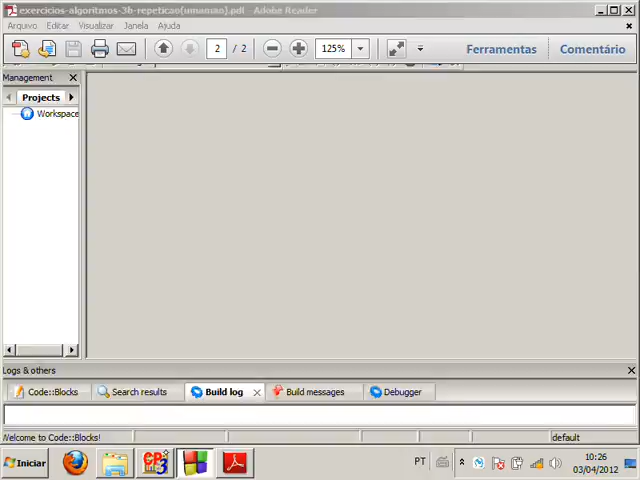 exercicios-algoritmos-3b-repeticao(umamao).pdf - Adobe Reader
Arquivo Editar Visualizar Janela Ajuda
2 / 2 125% Ferramentas Comentário
Management
Projects
Workspace
Logs & others
Code::Blocks Search results Build log Build messages Debugger
Welcome to Code::Blocks! default
Iniciar PT 10:26
03/04/2012